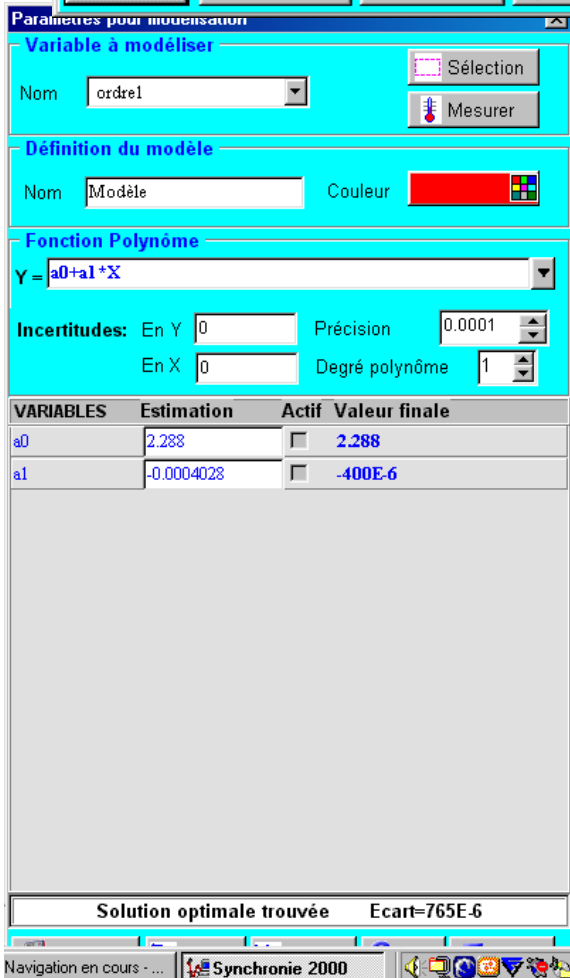 Paramètres pour modélisation
Variable à modéliser
Nom ordre1
Sélection
Mesurer
Définition du modèle
Nom Modèle Couleur
Fonction Polynôme
Y = a0+a1*X
Incertitudes: En Y 0 Précision 0.0001
En X 0 Degré polynôme 1
VARIABLES Estimation Actif Valeur finale
a0 2.288 2.288
a1 -0.0004028 -400E-6
Solution optimale trouvée Ecart=765E-6
Navigation en cours - ... Synchronie 2000